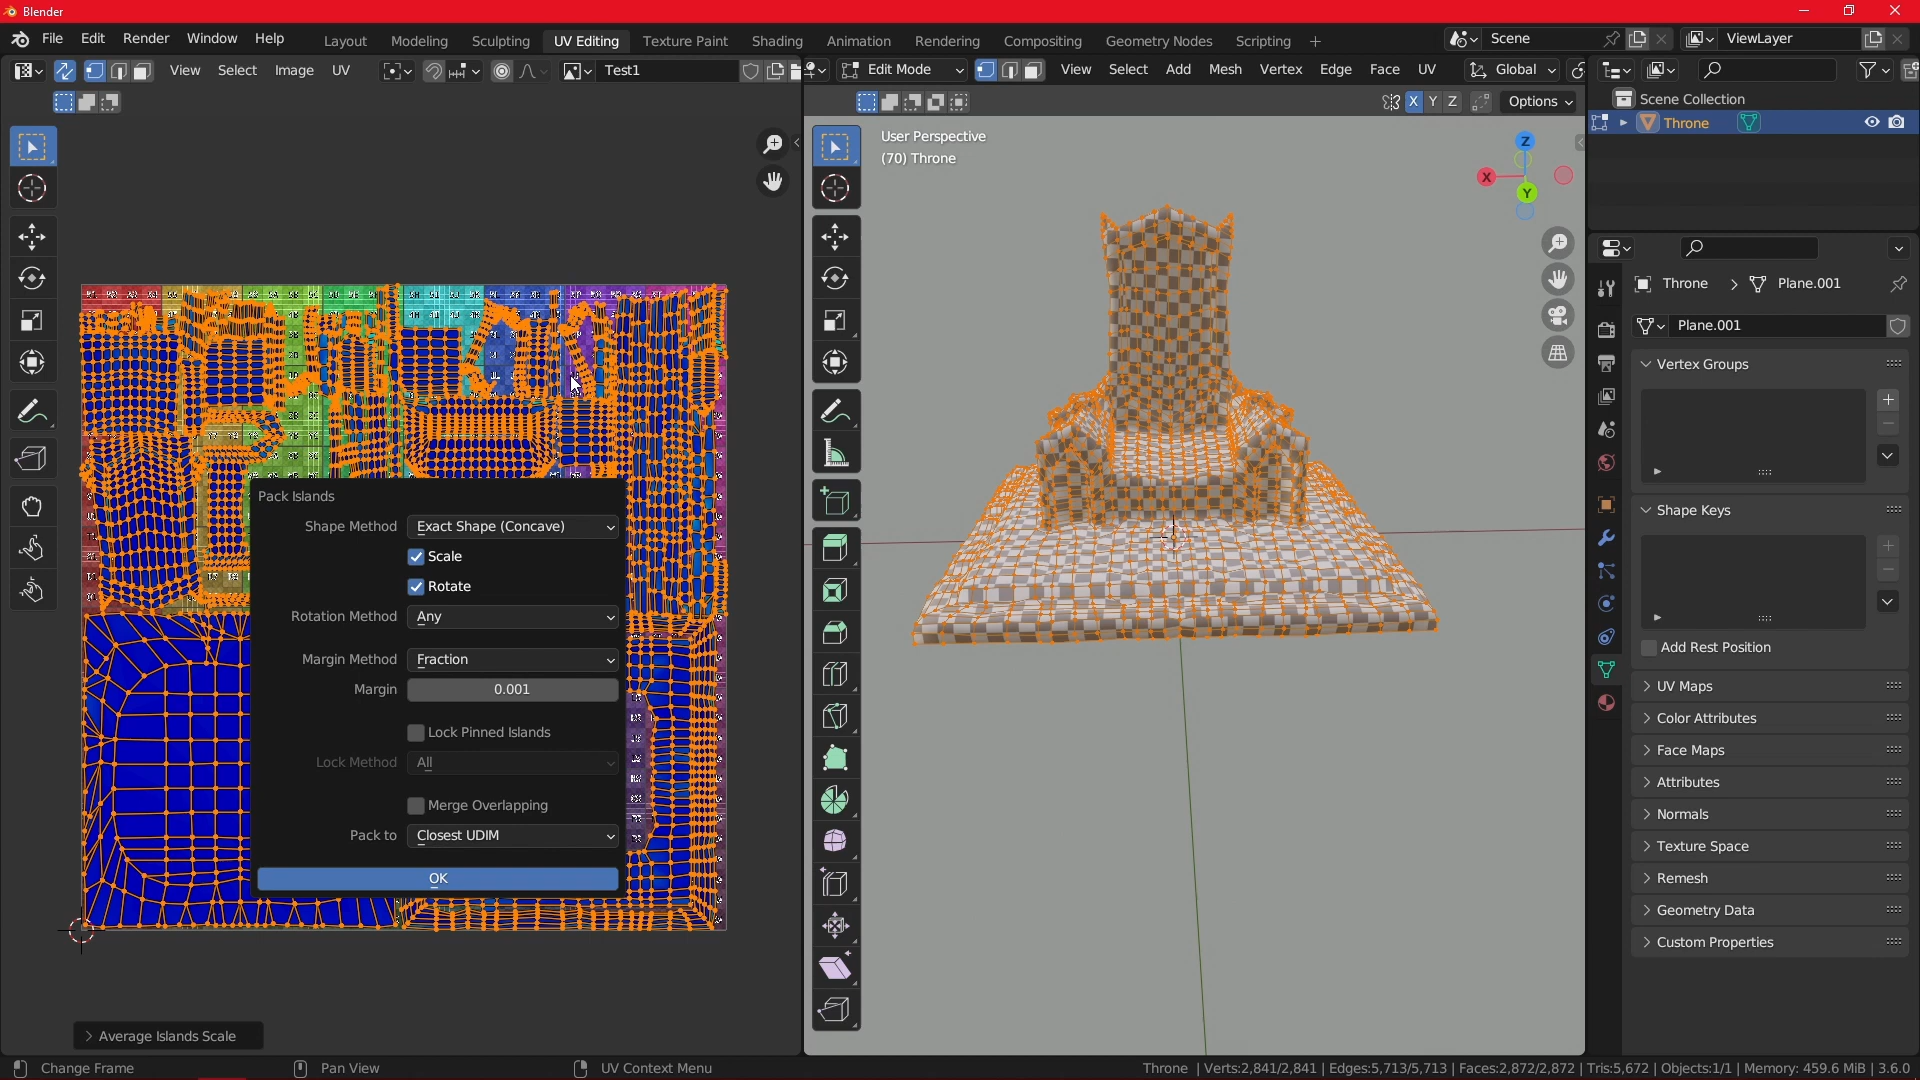 Blender
File Edit Render Window Help
Layout Modeling Sculpting UV Editing Texture Paint Shading Animation Rendering Compositing Geometry Nodes Scripting +
Scene
ViewLayer
View Select Image UV
Test1
Edit Mode
View Select Add Mesh Vertex Edge Face UV
Global
X Y Z
Options
Scene Collection
Throne
User Perspective
(70) Throne
Z
X
Y
Throne > Plane.001
Plane.001
Vertex Groups
Shape Keys
Add Rest Position
UV Maps
Color Attributes
Face Maps
Attributes
Normals
Texture Space
Remesh
Geometry Data
Custom Properties
Pack Islands
Shape Method Exact Shape (Concave)
Scale
Rotate
Rotation Method Any
Margin Method Fraction
Margin 0.001
Lock Pinned Islands
Lock Method All
Merge Overlapping
Pack to Closest UDIM
OK
> Average Islands Scale
Change Frame
Pan View
UV Context Menu
Throne | Verts:2,841/2,841 | Edges:5,713/5,713 | Faces:2,872/2,872 | Tris:5,672 | Objects:1/1 | Memory: 459.6 MiB | 3.6.0